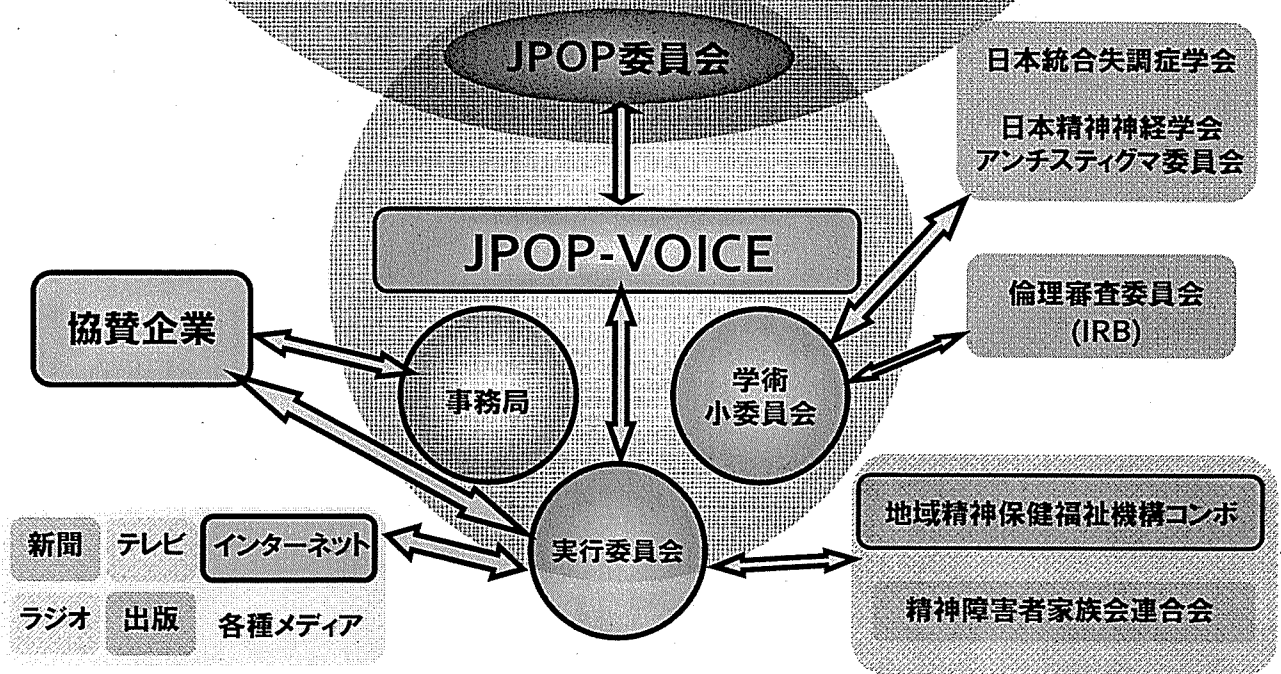 JPOP委員会
日本統合失調症学会
日本精神神経学会
アンチスティグマ委員会
JPOP-VOICE
倫理審査委員会
(IRB)
協賛企業
事務局
学術
小委員会
実行委員会
地域精神保健福祉機構コンボ
精神障害者家族会連合会
新聞
テレビ
インターネット
ラジオ
出版
各種メディア